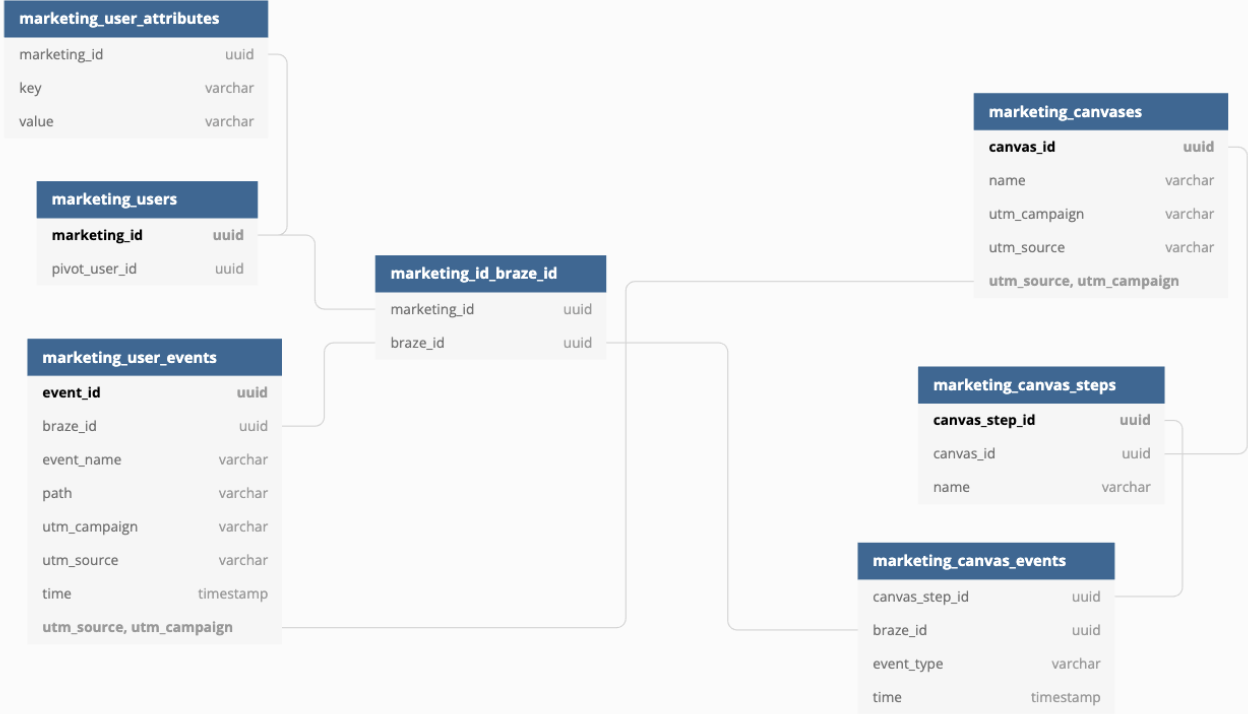 marketing_user_attributes
marketing_id uuid
key varchar
value varchar
marketing_users
marketing_id uuid
pivot_user_id uuid
marketing_user_events
event_id uuid
braze_id uuid
event_name varchar
path varchar
utm_campaign varchar
utm_source varchar
time timestamp
utm_source, utm_campaign
marketing_id_braze_id
marketing_id uuid
braze_id uuid
marketing_canvases
canvas_id uuid
name varchar
utm_campaign varchar
utm_source varchar
utm_source, utm_campaign
marketing_canvas_steps
canvas_step_id uuid
canvas_id uuid
name varchar
marketing_canvas_events
canvas_step_id uuid
braze_id uuid
event_type varchar
time timestamp